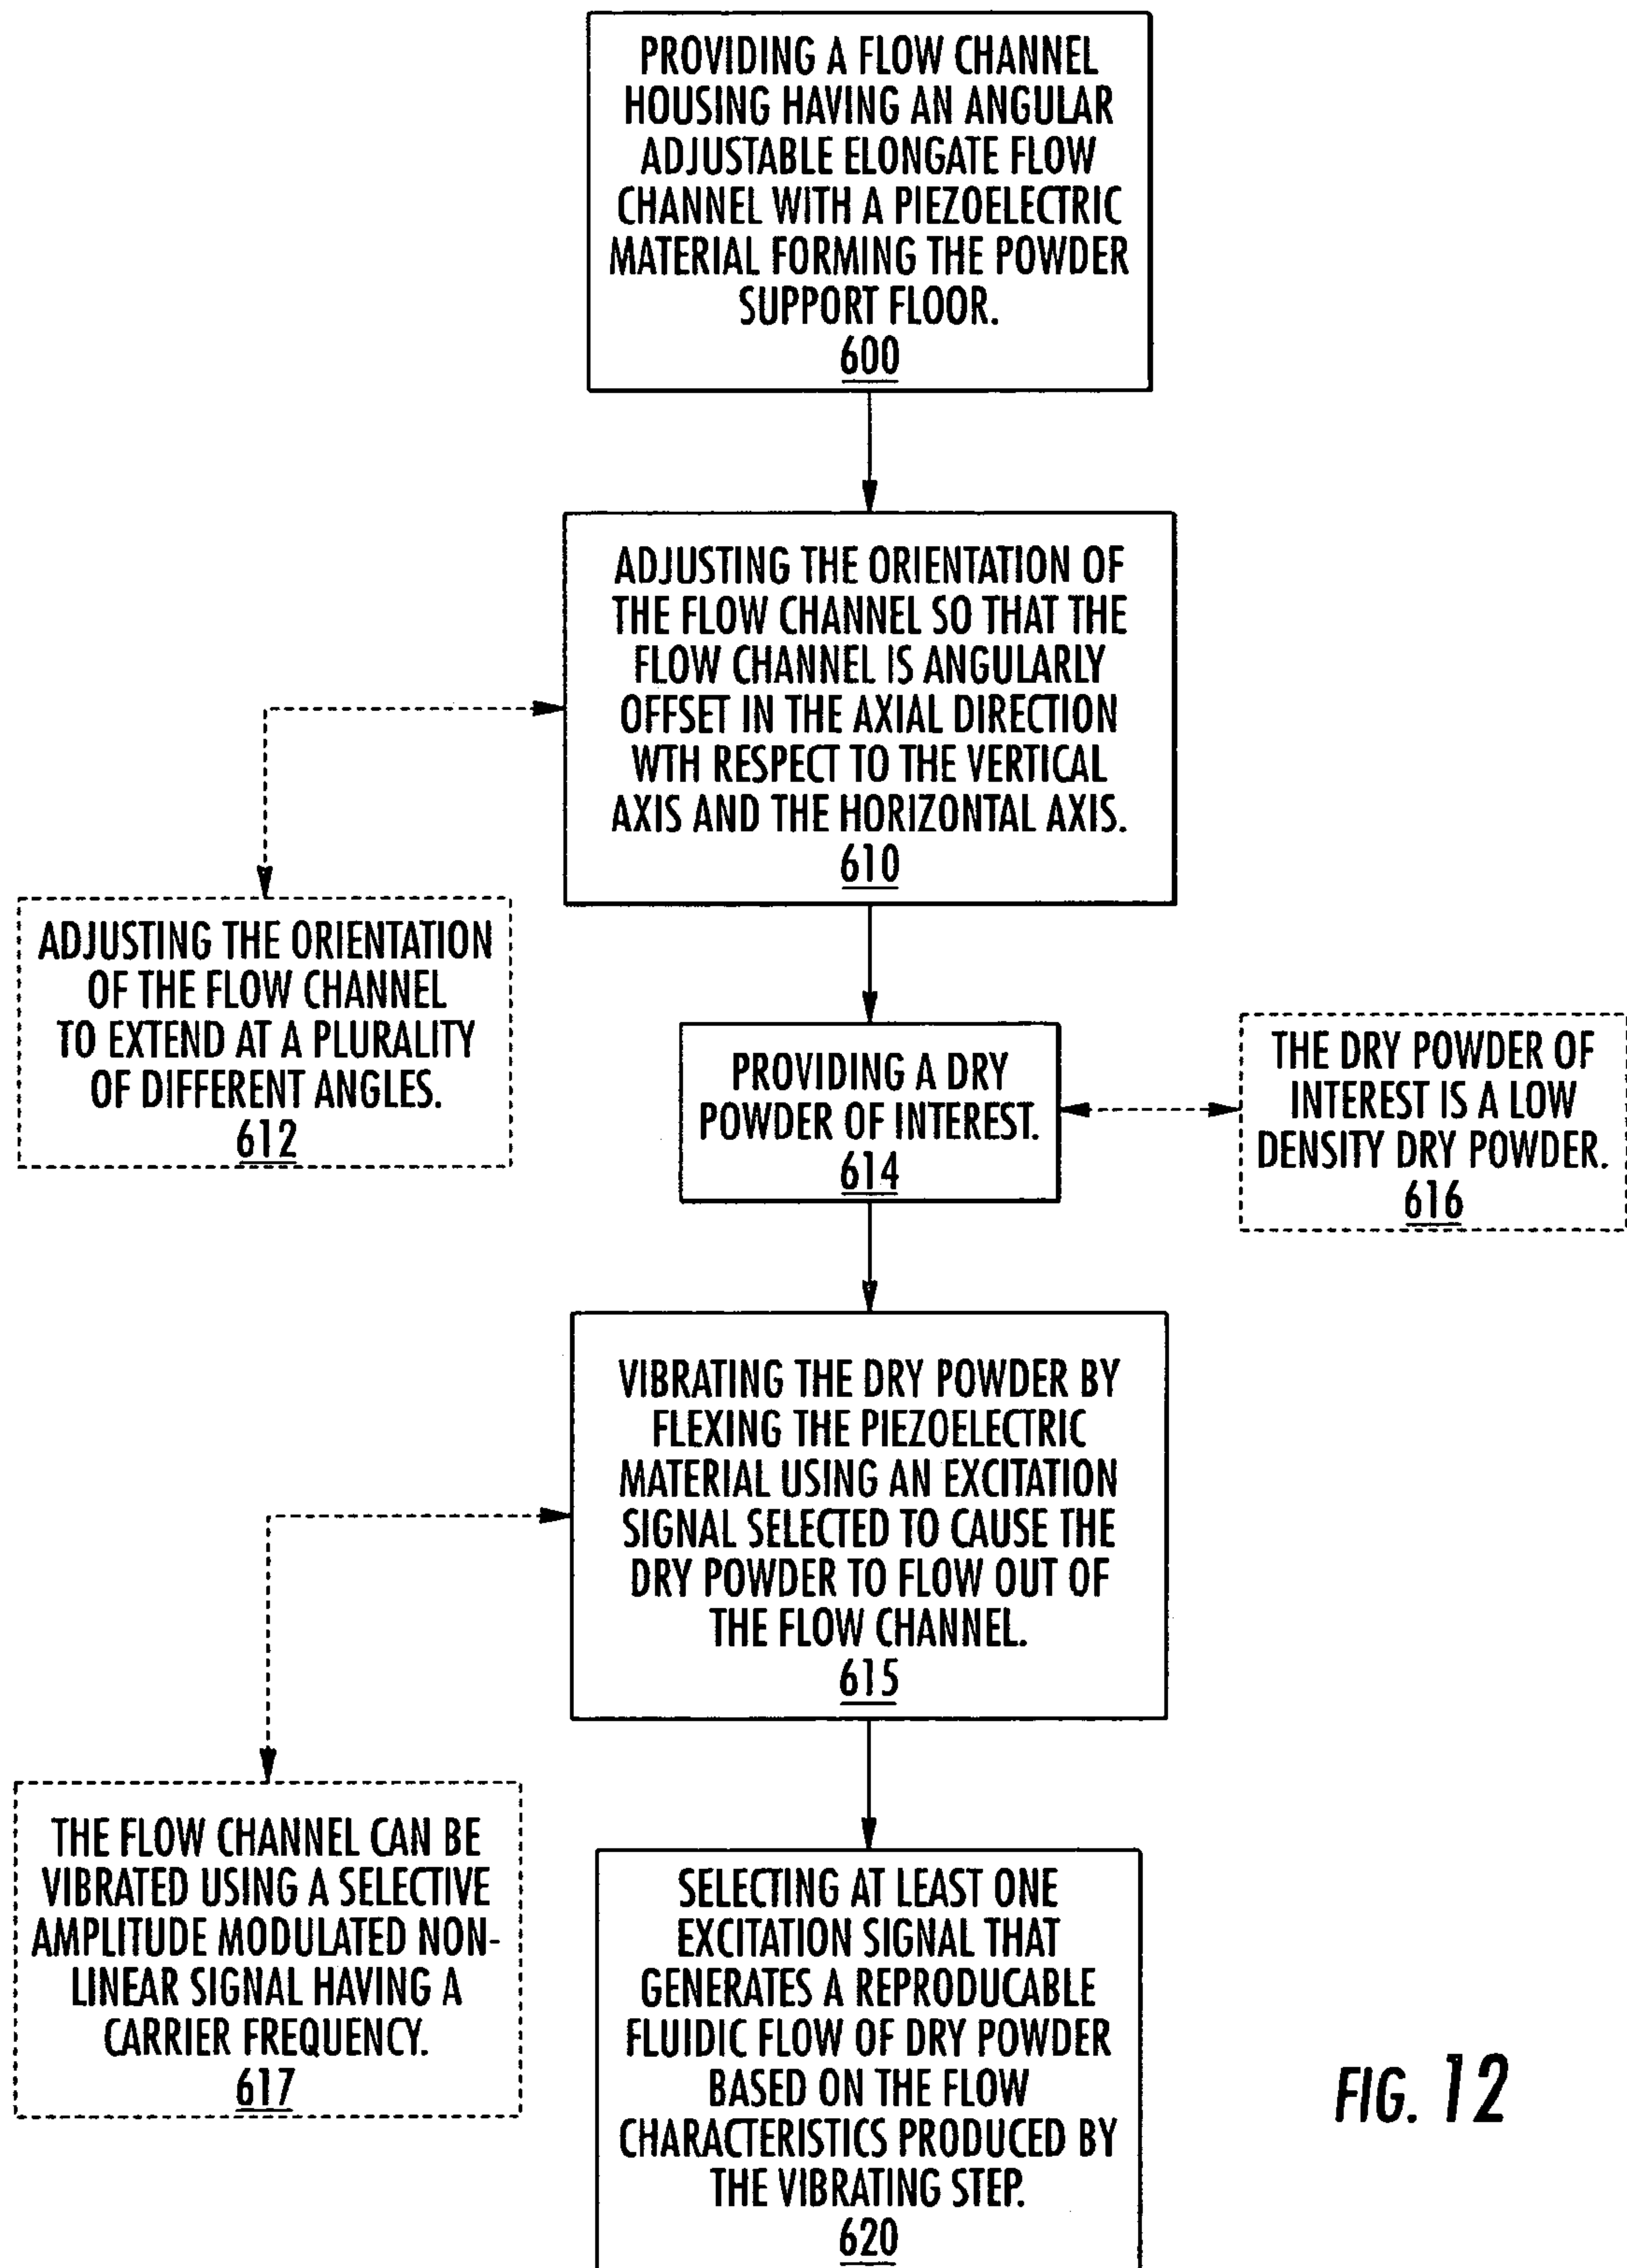 PROVIDING A FLOW CHANNEL
HOUSING HAVING AN ANGULAR
ADJUSTABLE ELONGATE FLOW
CHANNEL WITH A PIEZOELECTRIC
MATERIAL FORMING THE POWDER
SUPPORT FLOOR.
600
ADJUSTING THE ORIENTATION OF
THE FLOW CHANNEL SO THAT THE
FLOW CHANNEL IS ANGULARLY
OFFSET IN THE AXIAL DIRECTION
WTH RESPECT TO THE VERTICAL
AXIS AND THE HORIZONTAL AXIS.
610
ADJUSTING THE ORIENTATION
OF THE FLOW CHANNEL
TO EXTEND AT A PLURALITY
OF DIFFERENT ANGLES.
612
PROVIDING A DRY
POWDER OF INTEREST.
614
THE DRY POWDER OF
INTEREST IS A LOW
DENSITY DRY POWDER.
616
VIBRATING THE DRY POWDER BY
FLEXING THE PIEZOELECTRIC
MATERIAL USING AN EXCITATION
SIGNAL SELECTED TO CAUSE THE
DRY POWDER TO FLOW OUT OF
THE FLOW CHANNEL.
615
THE FLOW CHANNEL CAN BE
VIBRATED USING A SELECTIVE
AMPLITUDE MODULATED NON-
LINEAR SIGNAL HAVING A
CARRIER FREQUENCY.
617
SELECTING AT LEAST ONE
EXCITATION SIGNAL THAT
GENERATES A REPRODUCABLE
FLUIDIC FLOW OF DRY POWDER
BASED ON THE FLOW
CHARACTERISTICS PRODUCED BY
THE VIBRATING STEP.
620
FIG. 12